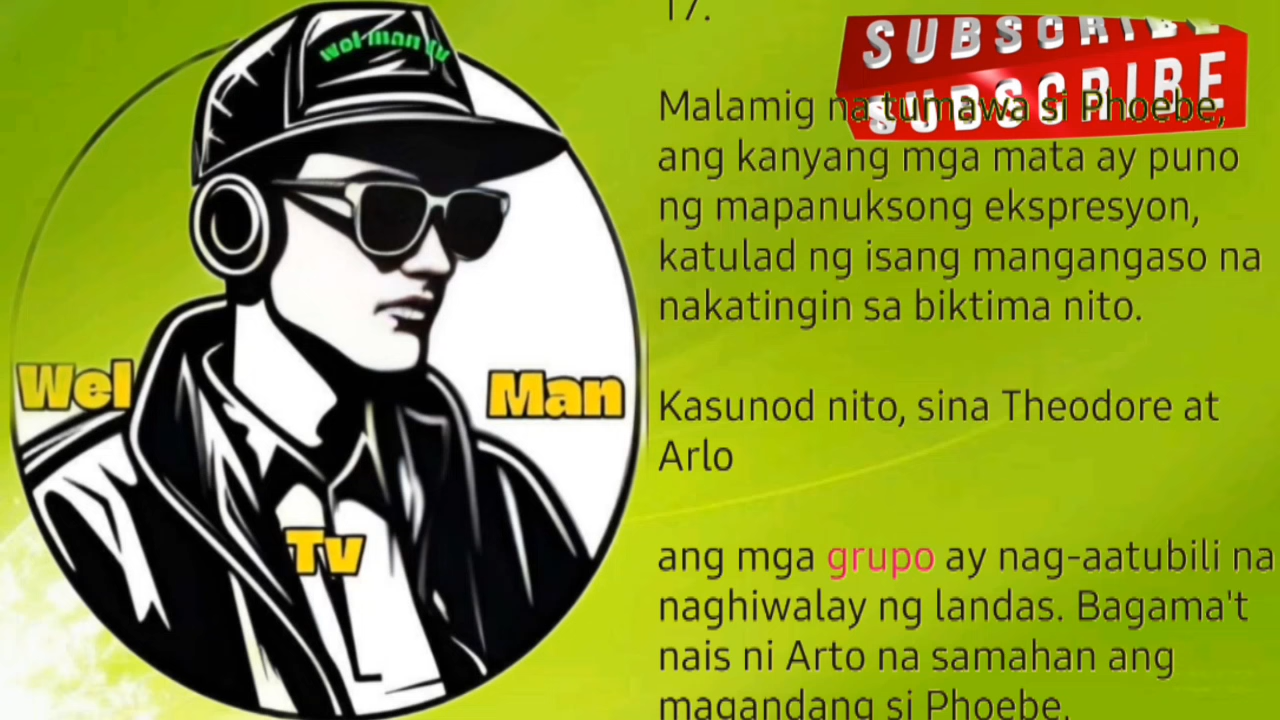 wel man tv
Wel
Man
Tv
SUBSCRIBE
SUBSCRIBE
17.
Malamig na tumawa si Phoebe,
ang kanyang mga mata ay puno
ng mapanuksong ekspresyon,
katulad ng isang mangangaso na
nakatingin sa biktima nito.
Kasunod nito, sina Theodore at
Arlo
ang mga grupo ay nag-aatubili na
naghiwalay ng landas. Bagama't
nais ni Arto na samahan ang
magandang si Phoebe,